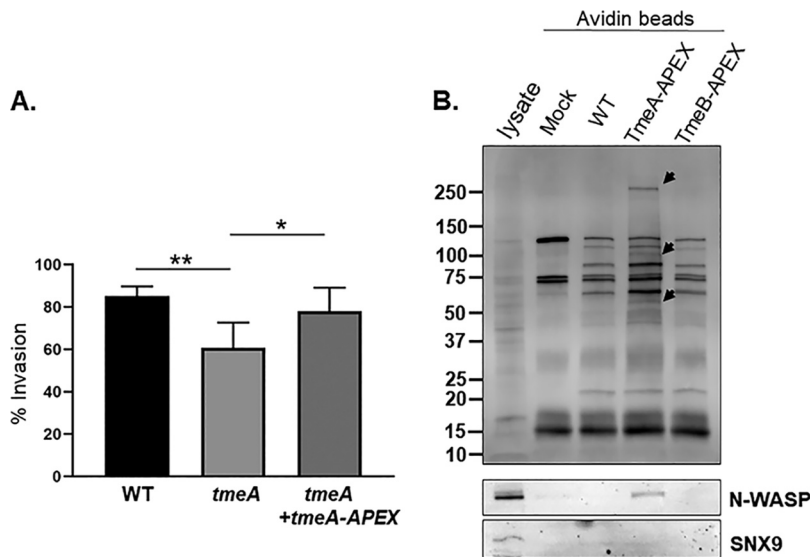 A.
% Invasion
100
80
60
40
20
0
**
*
WT
tmeA
tmeA
+tmeA-APEX
B.
Avidin beads
lysate
Mock
WT
TmeA-APEX
TmeB-APEX
250
150
100
75
50
37
25
20
15
10
N-WASP
SNX9